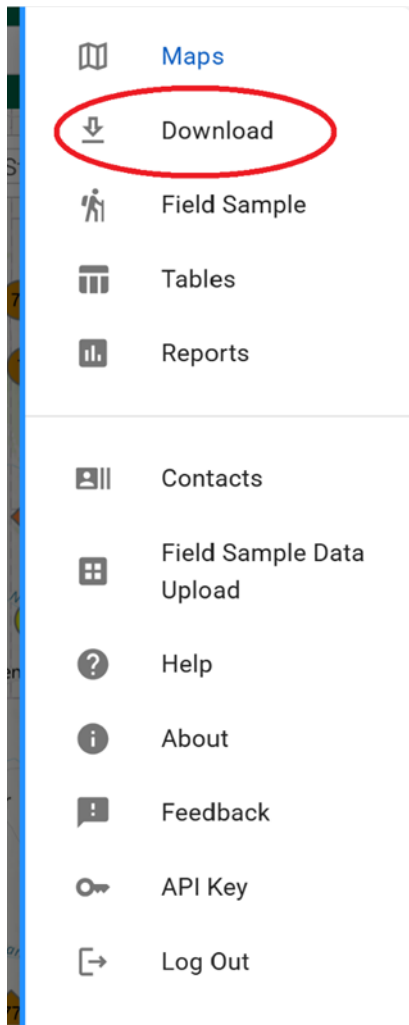 Maps
Download
Field Sample
Tables
Reports
Contacts
Field Sample Data
Upload
Help
About
Feedback
API Key
Log Out